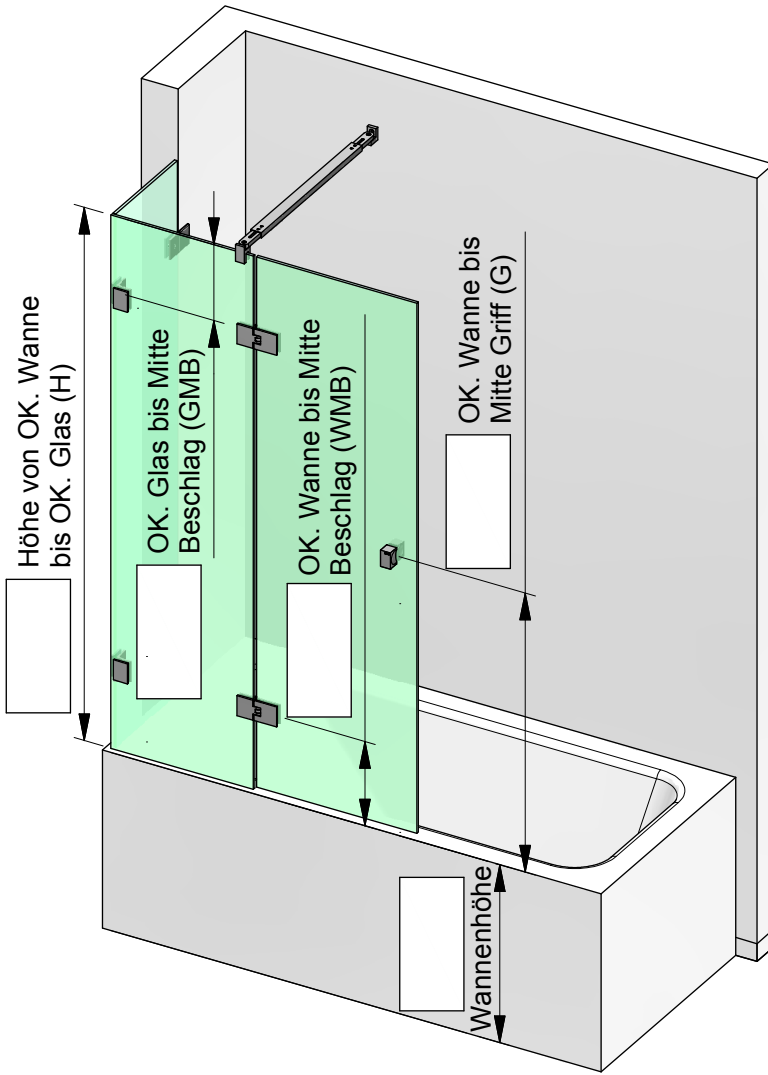 Höhe von OK. Wanne
bis OK. Glas (H)
OK. Glas bis Mitte
Beschlag (GMB)
OK. Wanne bis Mitte
Beschlag (WMB)
OK. Wanne bis
Mitte Griff (G)
Wannenhöhe